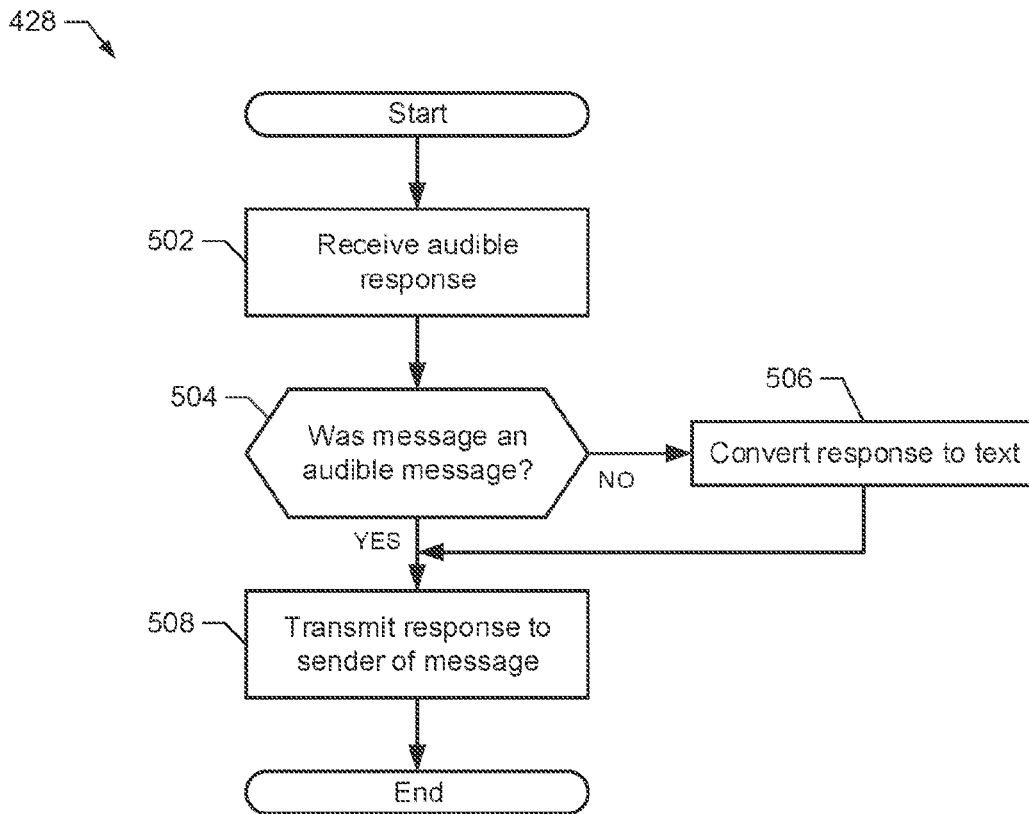 428
Start
502
Receive audible
response
504
Was message an
audible message?
NO
506
Convert response to text
YES
508
Transmit response to
sender of message
End